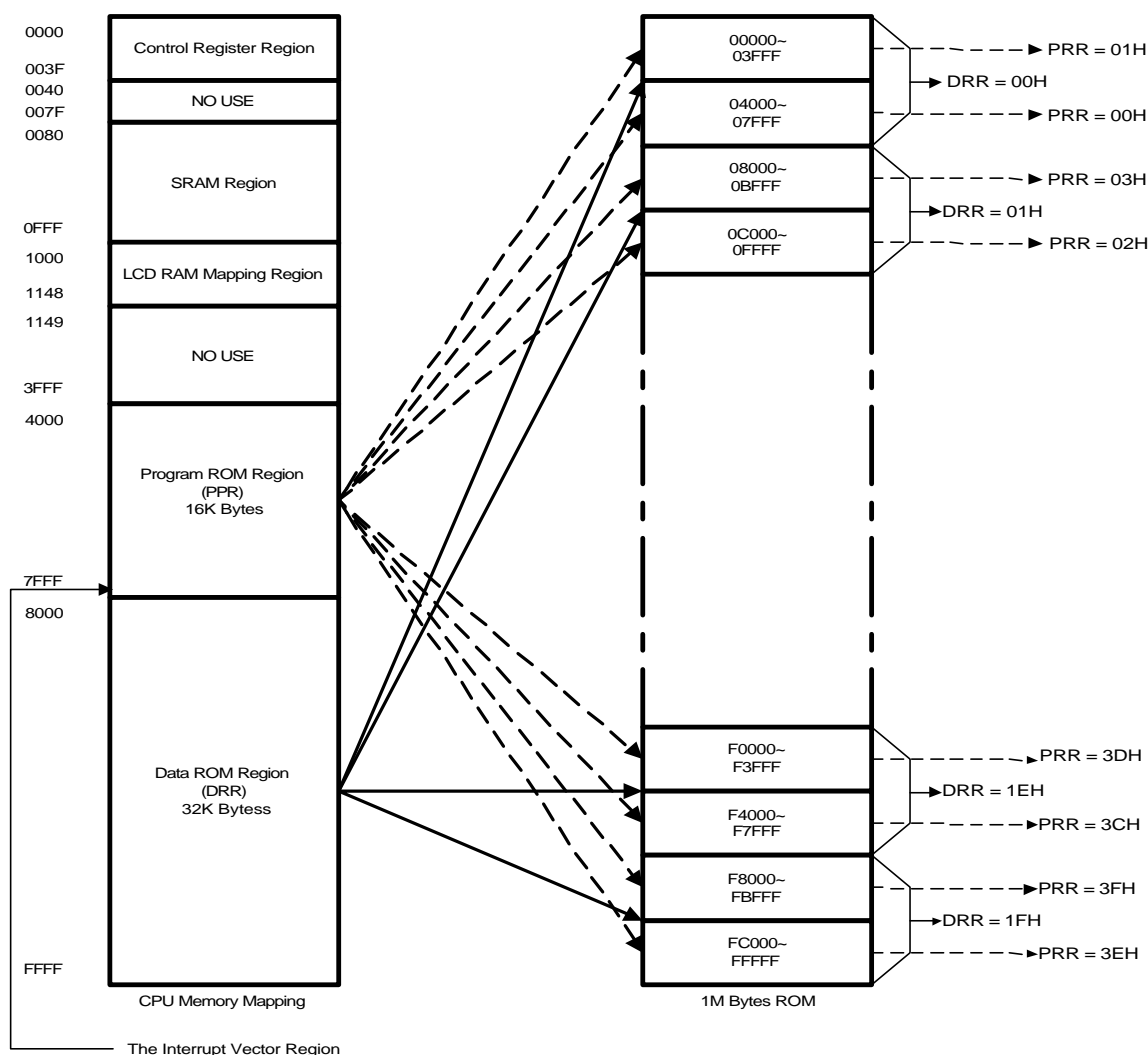 0000
Control Register Region
003F
0040
NO USE
007F
0080
SRAM Region
0FFF
1000
LCD RAM Mapping Region
1148
1149
NO USE
3FFF
4000
Program ROM Region
(PPR)
16K Bytes
7FFF
8000
Data ROM Region
(DRR)
32K Bytess
FFFF
CPU Memory Mapping
The Interrupt Vector Region
00000~
03FFF
04000~
07FFF
08000~
0BFFF
0C000~
0FFFF
F0000~
F3FFF
F4000~
F7FFF
F8000~
FBFFF
FC000~
FFFFF
1M Bytes ROM
PRR = 01H
DRR = 00H
PRR = 00H
PRR = 03H
DRR = 01H
PRR = 02H
PRR = 3DH
DRR = 1EH
PRR = 3CH
PRR = 3FH
DRR = 1FH
PRR = 3EH